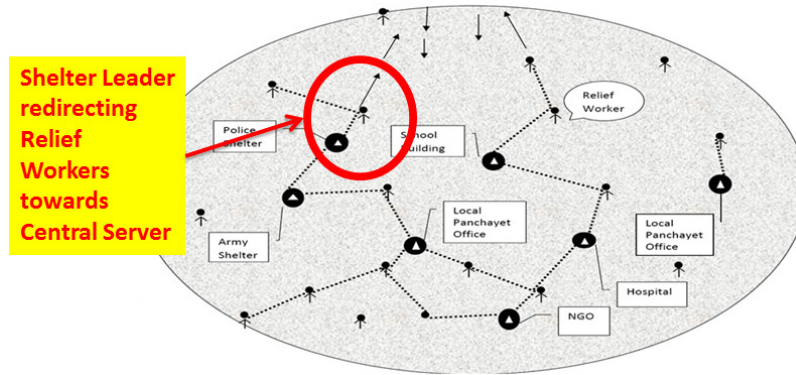 Shelter Leader
redirecting
Relief
Workers
towards
Central Server
Police
Shelter
School
Building
Relief
Worker
Army
Shelter
Local
Panchayet
Office
Local
Panchayet
Office
Hospital
NGO